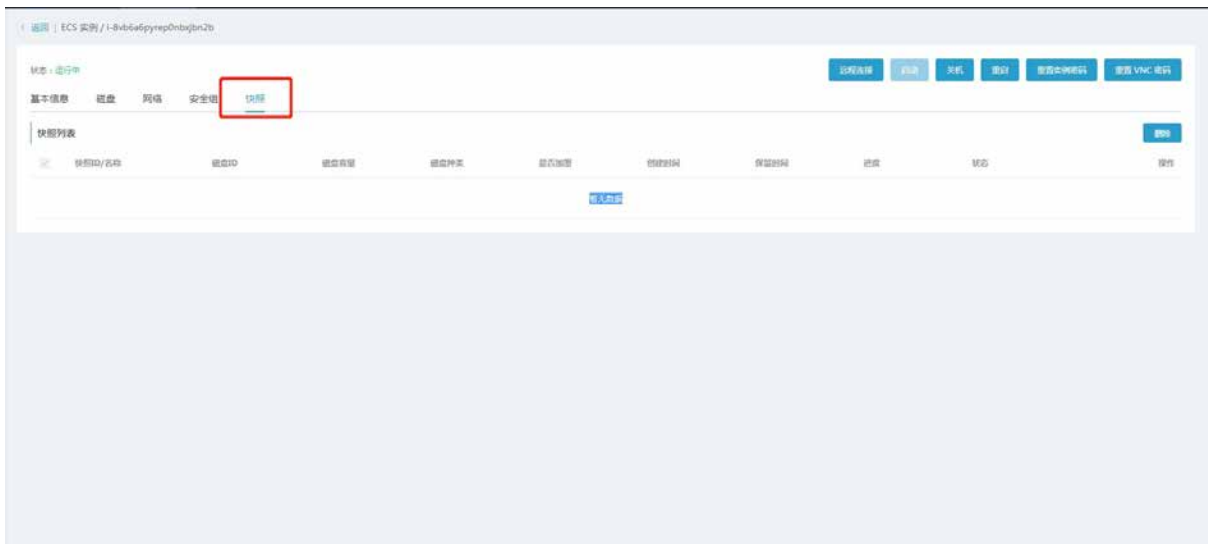 返回 | ECS 实例 / i-8vb6a6pyrep0nbxjbn2b
状态：运行中
远程连接 启动 关机 重启 重置实例密码 重置 VNC 密码
基本信息 磁盘 网络 安全组 快照
快照列表
删除
快照ID/名称 磁盘ID 磁盘容量 磁盘种类 是否加密 创建时间 保留时间 进度 状态 操作
暂无数据